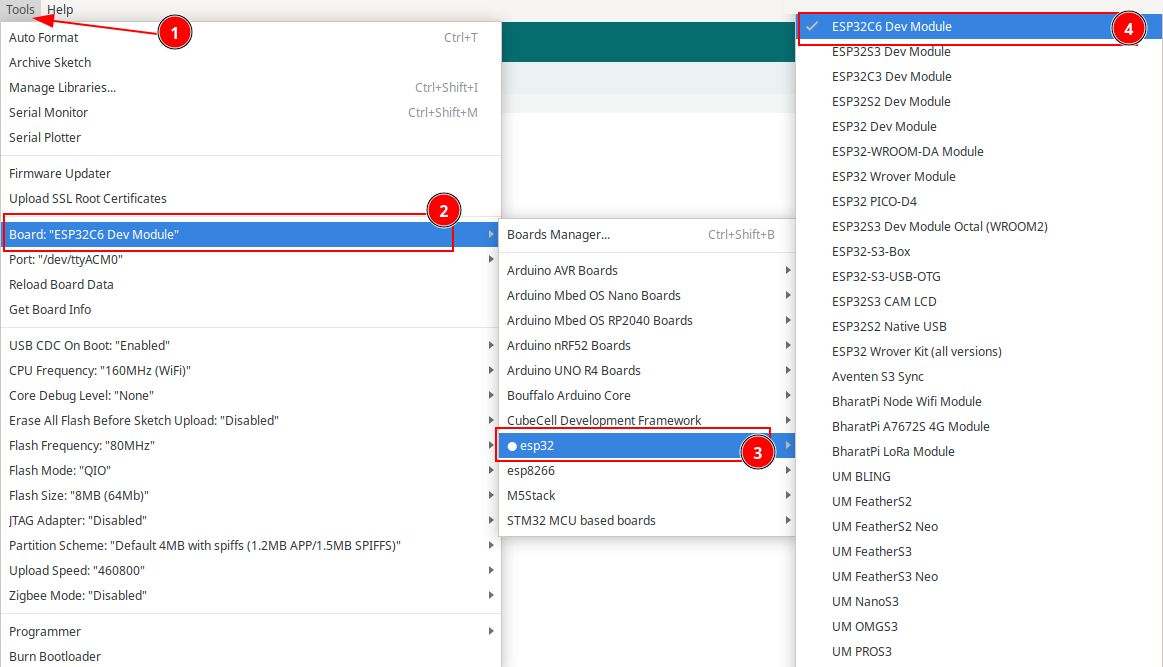 Tools Help
1
Auto Format Ctrl+T
Archive Sketch
Manage Libraries... Ctrl+Shift+I
Serial Monitor Ctrl+Shift+M
Serial Plotter
Firmware Updater
Upload SSL Root Certificates
2
Board: "ESP32C6 Dev Module"
Port: "/dev/ttyACM0"
Reload Board Data
Get Board Info
USB CDC On Boot: "Enabled"
CPU Frequency: "160MHz (WiFi)"
Core Debug Level: "None"
Erase All Flash Before Sketch Upload: "Disabled"
Flash Frequency: "80MHz"
Flash Mode: "QIO"
Flash Size: "8MB (64Mb)"
JTAG Adapter: "Disabled"
Partition Scheme: "Default 4MB with spiffs (1.2MB APP/1.5MB SPIFFS)"
Upload Speed: "460800"
Zigbee Mode: "Disabled"
Programmer
Burn Bootloader
Boards Manager... Ctrl+Shift+B
Arduino AVR Boards
Arduino Mbed OS Nano Boards
Arduino Mbed OS RP2040 Boards
Arduino nRF52 Boards
Arduino UNO R4 Boards
Bouffalo Arduino Core
CubeCell Development Framework
esp32
3
esp8266
M5Stack
STM32 MCU based boards
ESP32C6 Dev Module
4
ESP32S3 Dev Module
ESP32C3 Dev Module
ESP32S2 Dev Module
ESP32 Dev Module
ESP32-WROOM-DA Module
ESP32 Wrover Module
ESP32 PICO-D4
ESP32S3 Dev Module Octal (WROOM2)
ESP32-S3-Box
ESP32-S3-USB-OTG
ESP32S3 CAM LCD
ESP32S2 Native USB
ESP32 Wrover Kit (all versions)
Aventen S3 Sync
BharatPi Node Wifi Module
BharatPi A7672S 4G Module
BharatPi LoRa Module
UM BLING
UM FeatherS2
UM FeatherS2 Neo
UM FeatherS3
UM FeatherS3 Neo
UM NanoS3
UM OMGS3
UM PROS3